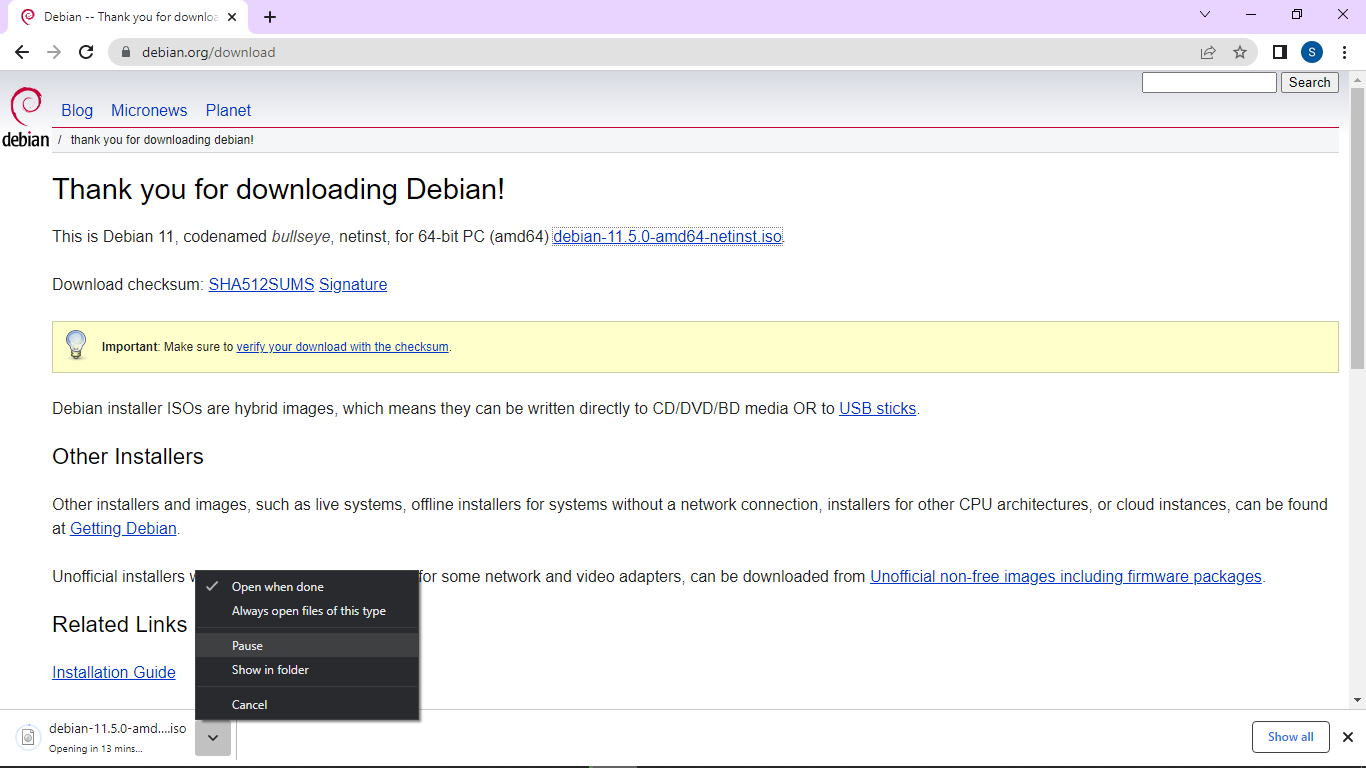 Debian -- Thank you for downloa
debian.org/download
S
Search
debian
Blog Micronews Planet
/ thank you for downloading debian!
Thank you for downloading Debian!
This is Debian 11, codenamed bullseye, netinst, for 64-bit PC (amd64) debian-11.5.0-amd64-netinst.iso.
Download checksum: SHA512SUMS Signature
Important: Make sure to verify your download with the checksum.
Debian installer ISOs are hybrid images, which means they can be written directly to CD/DVD/BD media OR to USB sticks.
Other Installers
Other installers and images, such as live systems, offline installers for systems without a network connection, installers for other CPU architectures, or cloud instances, can be found
at Getting Debian.
Unofficial installers for some network and video adapters, can be downloaded from Unofficial non-free images including firmware packages.
Related Links
Installation Guide
Open when done
Always open files of this type
Pause
Show in folder
Cancel
debian-11.5.0-amd....iso
Opening in 13 mins...
Show all